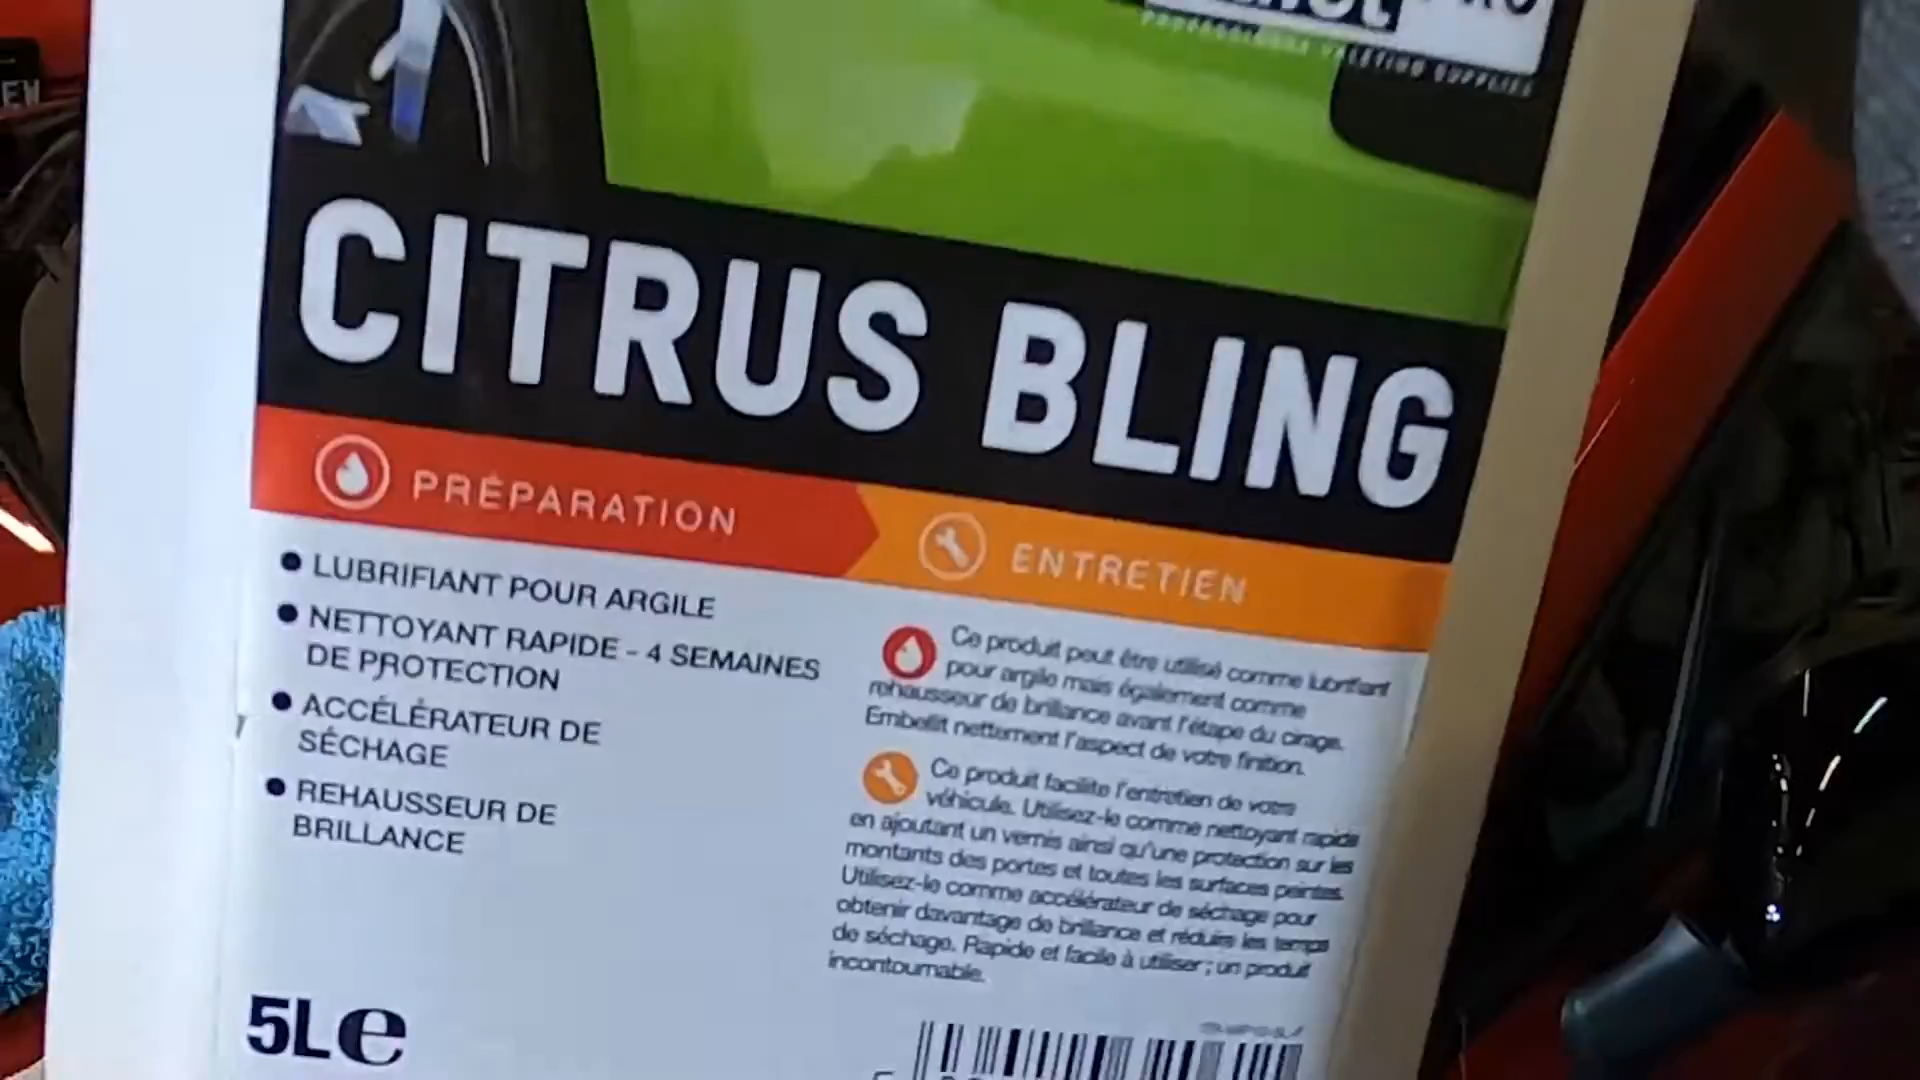 PROFESSIONAL VALETING SUPPLIES
CITRUS BLING
PRÉPARATION
ENTRETIEN
LUBRIFIANT POUR ARGILE
NETTOYANT RAPIDE - 4 SEMAINES
DE PROTECTION
ACCÉLÉRATEUR DE
SÉCHAGE
REHAUSSEUR DE
BRILLANCE
Ce produit peut être utilisé comme lubrifiant
pour argile mais également comme
rehausseur de brillance avant l'étape du cirage.
Embellit nettement l'aspect de votre finition.
Ce produit facilite l'entretien de votre
véhicule. Utilisez-le comme nettoyant rapide
en ajoutant un vernis ainsi qu'une protection sur les
montants des portes et toutes les surfaces peintes.
Utilisez-le comme accélérateur de séchage pour
obtenir davantage de brillance et réduire les temps
de séchage. Rapide et facile à utiliser ; un produit
incontournable.
5L e